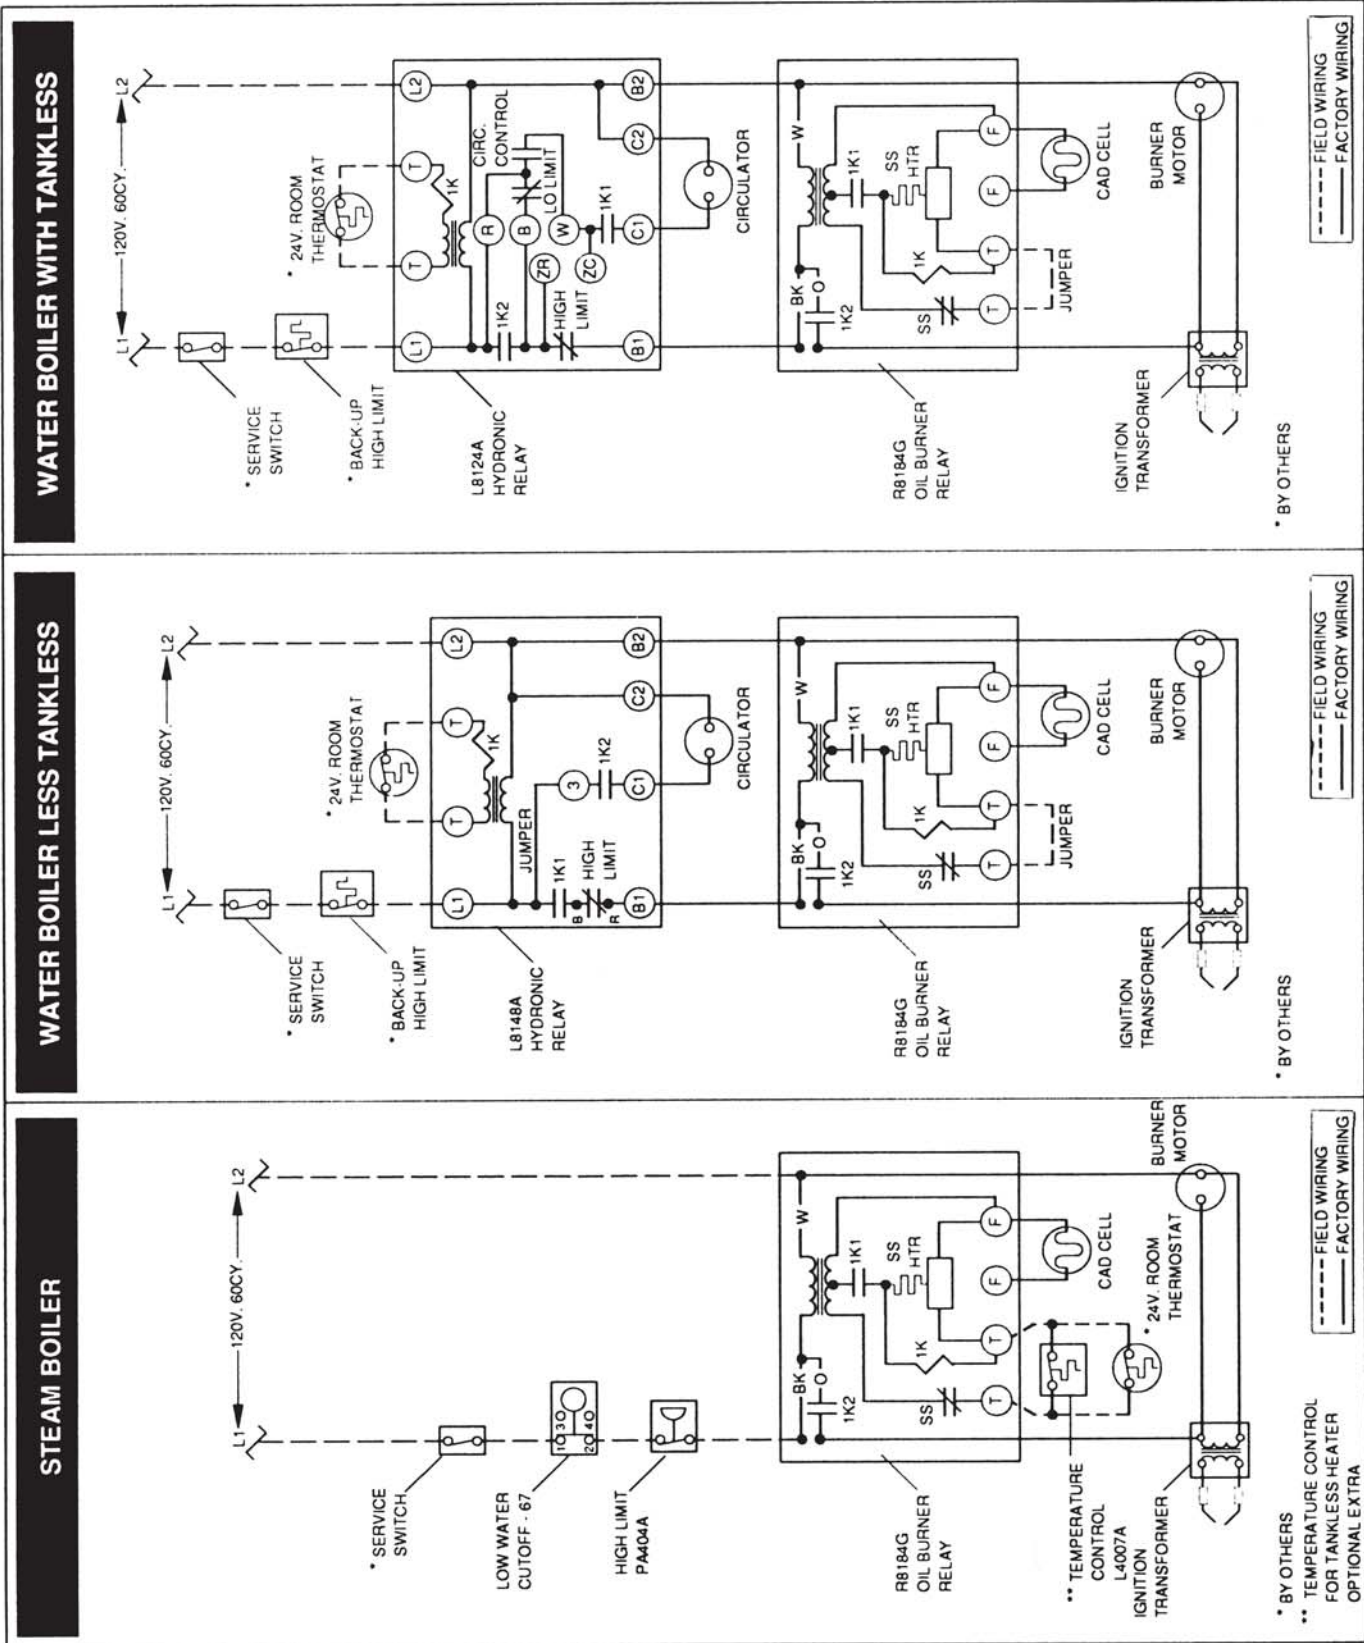 STEAM BOILER
L1
120V. 60CY.
L2
* SERVICE
SWITCH
LOW WATER
CUTOFF - 67
1 3
2 4
HIGH LIMIT
PA404A
BK
W
O
1K2
1K1
SS
SS
HTR
1K
T
T
F
F
R8184G
OIL BURNER
RELAY
CAD CELL
** TEMPERATURE
CONTROL
L4007A
* 24V. ROOM
THERMOSTAT
IGNITION
TRANSFORMER
BURNER
MOTOR
* BY OTHERS
** TEMPERATURE CONTROL
FOR TANKLESS HEATER
OPTIONAL EXTRA
FIELD WIRING
FACTORY WIRING
WATER BOILER LESS TANKLESS
L1
120V. 60CY.
L2
* SERVICE
SWITCH
* BACK-UP
HIGH LIMIT
* 24V. ROOM
THERMOSTAT
L1
T
T
L2
1K
JUMPER
1K1
B
HIGH
LIMIT
R
3
1K2
B1
C1
C2
B2
L8148A
HYDRONIC
RELAY
CIRCULATOR
BK
W
O
1K2
1K1
SS
SS
HTR
1K
T
T
F
F
JUMPER
CAD CELL
R8184G
OIL BURNER
RELAY
IGNITION
TRANSFORMER
BURNER
MOTOR
* BY OTHERS
FIELD WIRING
FACTORY WIRING
WATER BOILER WITH TANKLESS
L1
120V. 60CY.
L2
* SERVICE
SWITCH
* BACK-UP
HIGH LIMIT
* 24V. ROOM
THERMOSTAT
L1
T
T
L2
1K
R
CIRC.
CONTROL
1K2
B
LO LIMIT
ZR
W
HIGH
LIMIT
ZC
1K1
B1
C1
C2
B2
L8124A
HYDRONIC
RELAY
CIRCULATOR
BK
W
O
1K2
1K1
SS
SS
HTR
1K
T
T
F
F
JUMPER
CAD CELL
R8184G
OIL BURNER
RELAY
IGNITION
TRANSFORMER
BURNER
MOTOR
* BY OTHERS
FIELD WIRING
FACTORY WIRING